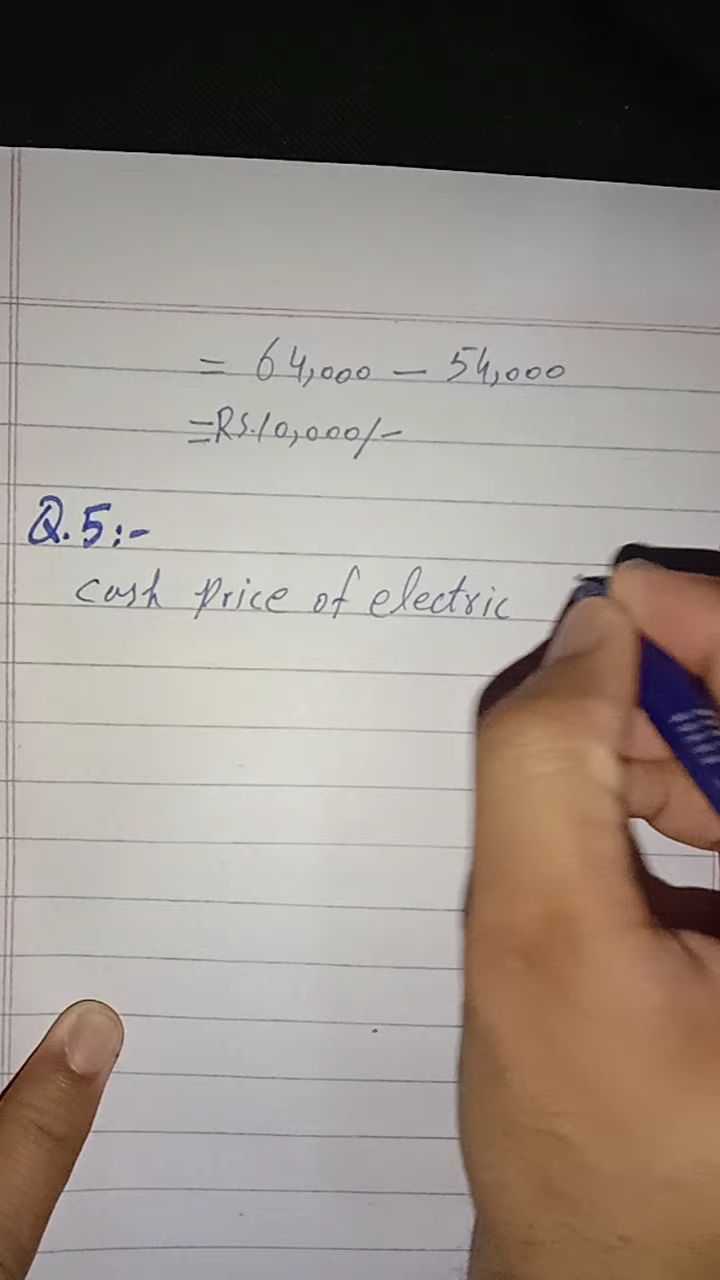 = 64,000 – 54,000
=RS.10,000/-
Q.5:-
cash price of electric